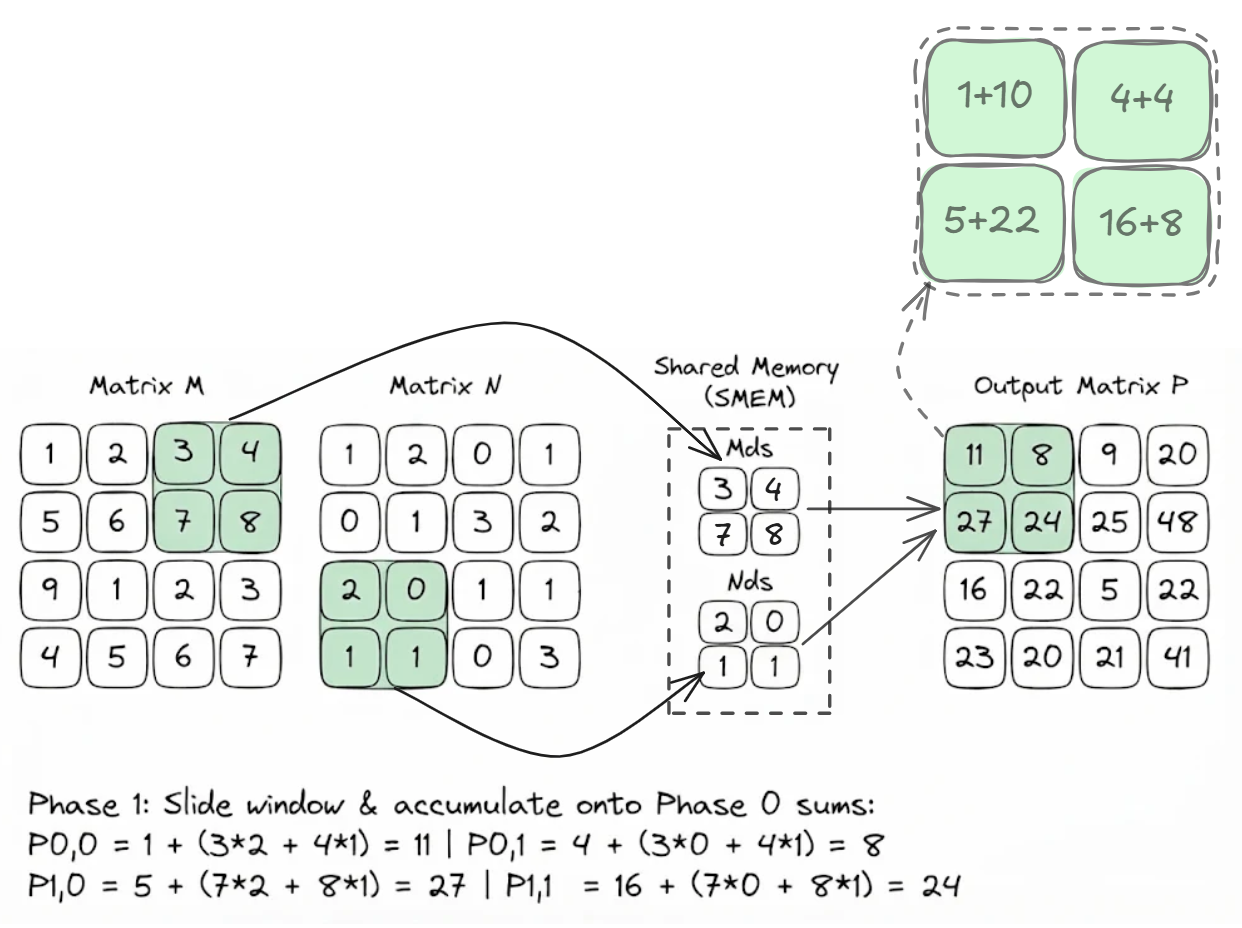 1+10 4+4
5+22 16+8
Matrix M
1 2 3 4
5 6 7 8
9 1 2 3
4 5 6 7
Matrix N
1 2 0 1
0 1 3 2
2 0 1 1
1 1 0 3
Shared Memory
(SMEM)
Mds
3 4
7 8
Nds
2 0
1 1
Output Matrix P
11 8 9 20
27 24 25 48
16 22 5 22
23 20 21 41
Phase 1: Slide window & accumulate onto Phase 0 sums:
P0,0 = 1 + (3*2 + 4*1) = 11 | P0,1 = 4 + (3*0 + 4*1) = 8
P1,0 = 5 + (7*2 + 8*1) = 27 | P1,1 = 16 + (7*0 + 8*1) = 24